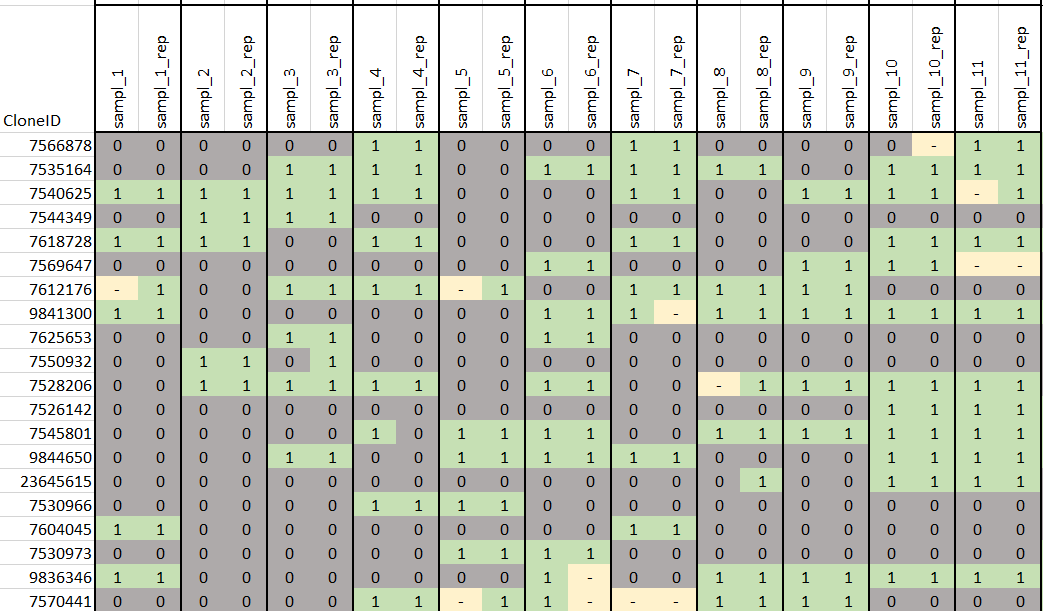 CloneID sampl_1 sampl_1_rep sampl_2 sampl_2_rep sampl_3 sampl_3_rep sampl_4 sampl_4_rep sampl_5 sampl_5_rep sampl_6 sampl_6_rep sampl_7 sampl_7_rep sampl_8 sampl_8_rep sampl_9 sampl_9_rep sampl_10 sampl_10_rep sampl_11 sampl_11_rep
7566878 0 0 0 0 0 0 1 1 0 0 0 0 1 1 0 0 0 0 0 - 1 1
7535164 0 0 0 0 1 1 1 1 0 0 1 1 1 1 1 1 0 0 1 1 1 1
7540625 1 1 1 1 1 1 1 1 0 0 0 0 1 1 0 0 1 1 1 1 - 1
7544349 0 0 1 1 1 1 0 0 0 0 0 0 0 0 0 0 0 0 0 0 0 0
7618728 1 1 1 1 0 0 1 1 0 0 0 0 1 1 0 0 0 0 1 1 1 1
7569647 0 0 0 0 0 0 0 0 0 0 1 1 0 0 0 0 1 1 1 1 - -
7612176 - 1 0 0 1 1 1 1 - 1 0 0 1 1 1 1 1 1 0 0 0 0
9841300 1 1 0 0 0 0 0 0 0 0 1 1 1 - 1 1 1 1 1 1 1 1
7625653 0 0 0 0 1 1 0 0 0 0 1 1 0 0 0 0 0 0 0 0 0 0
7550932 0 0 1 1 0 1 0 0 0 0 0 0 0 0 0 0 0 0 0 0 0 0
7528206 0 0 1 1 1 1 1 1 0 0 1 1 0 0 - 1 1 1 1 1 1 1
7526142 0 0 0 0 0 0 0 0 0 0 0 0 0 0 0 0 0 0 1 1 1 1
7545801 0 0 0 0 0 0 1 0 1 1 1 1 0 0 1 1 1 1 1 1 1 1
9844650 0 0 0 0 1 1 0 0 1 1 1 1 1 1 0 0 0 0 1 1 1 1
23645615 0 0 0 0 0 0 0 0 0 0 0 0 0 0 0 1 0 0 1 1 1 1
7530966 0 0 0 0 0 0 1 1 1 1 0 0 0 0 0 0 0 0 0 0 0 0
7604045 1 1 0 0 0 0 0 0 0 0 0 0 1 1 0 0 0 0 0 0 0 0
7530973 0 0 0 0 0 0 0 0 1 1 1 1 0 0 0 0 0 0 0 0 0 0
9836346 1 1 0 0 0 0 0 0 0 0 1 - 0 0 1 1 1 1 1 1 1 1
7570441 0 0 0 0 0 0 1 1 - 1 1 - - - 1 1 1 1 0 0 0 0